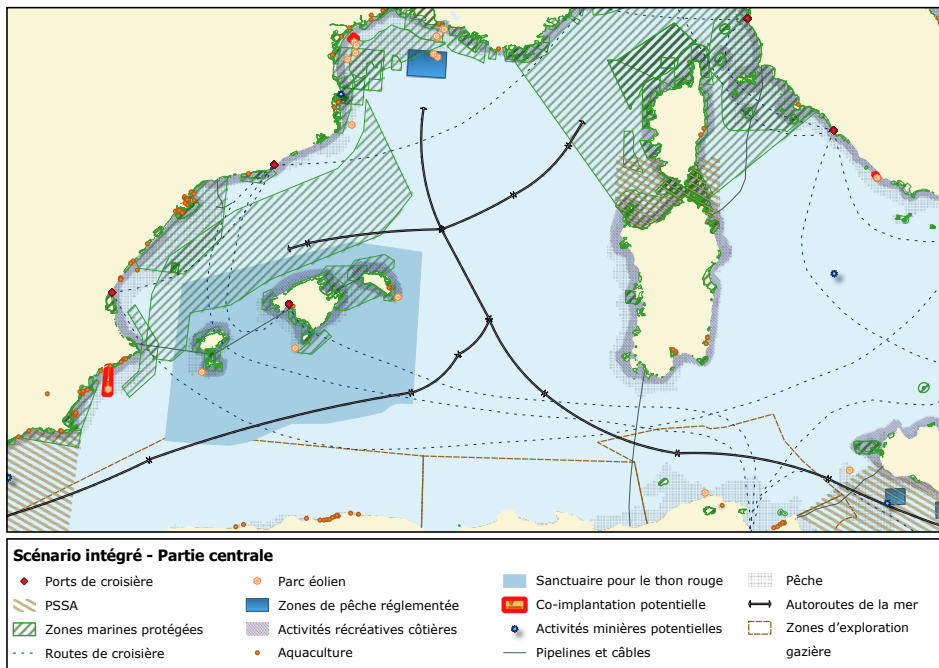 Scénario intégré - Partie centrale
Ports de croisière
PSSA
Zones marines protégées
Routes de croisière
Parc éolien
Zones de pêche réglementée
Activités récréatives côtières
Aquaculture
Sanctuaire pour le thon rouge
Co-implantation potentielle
Activités minières potentielles
Pipelines et câbles
Pêche
Autoroutes de la mer
Zones d’exploration
gazière